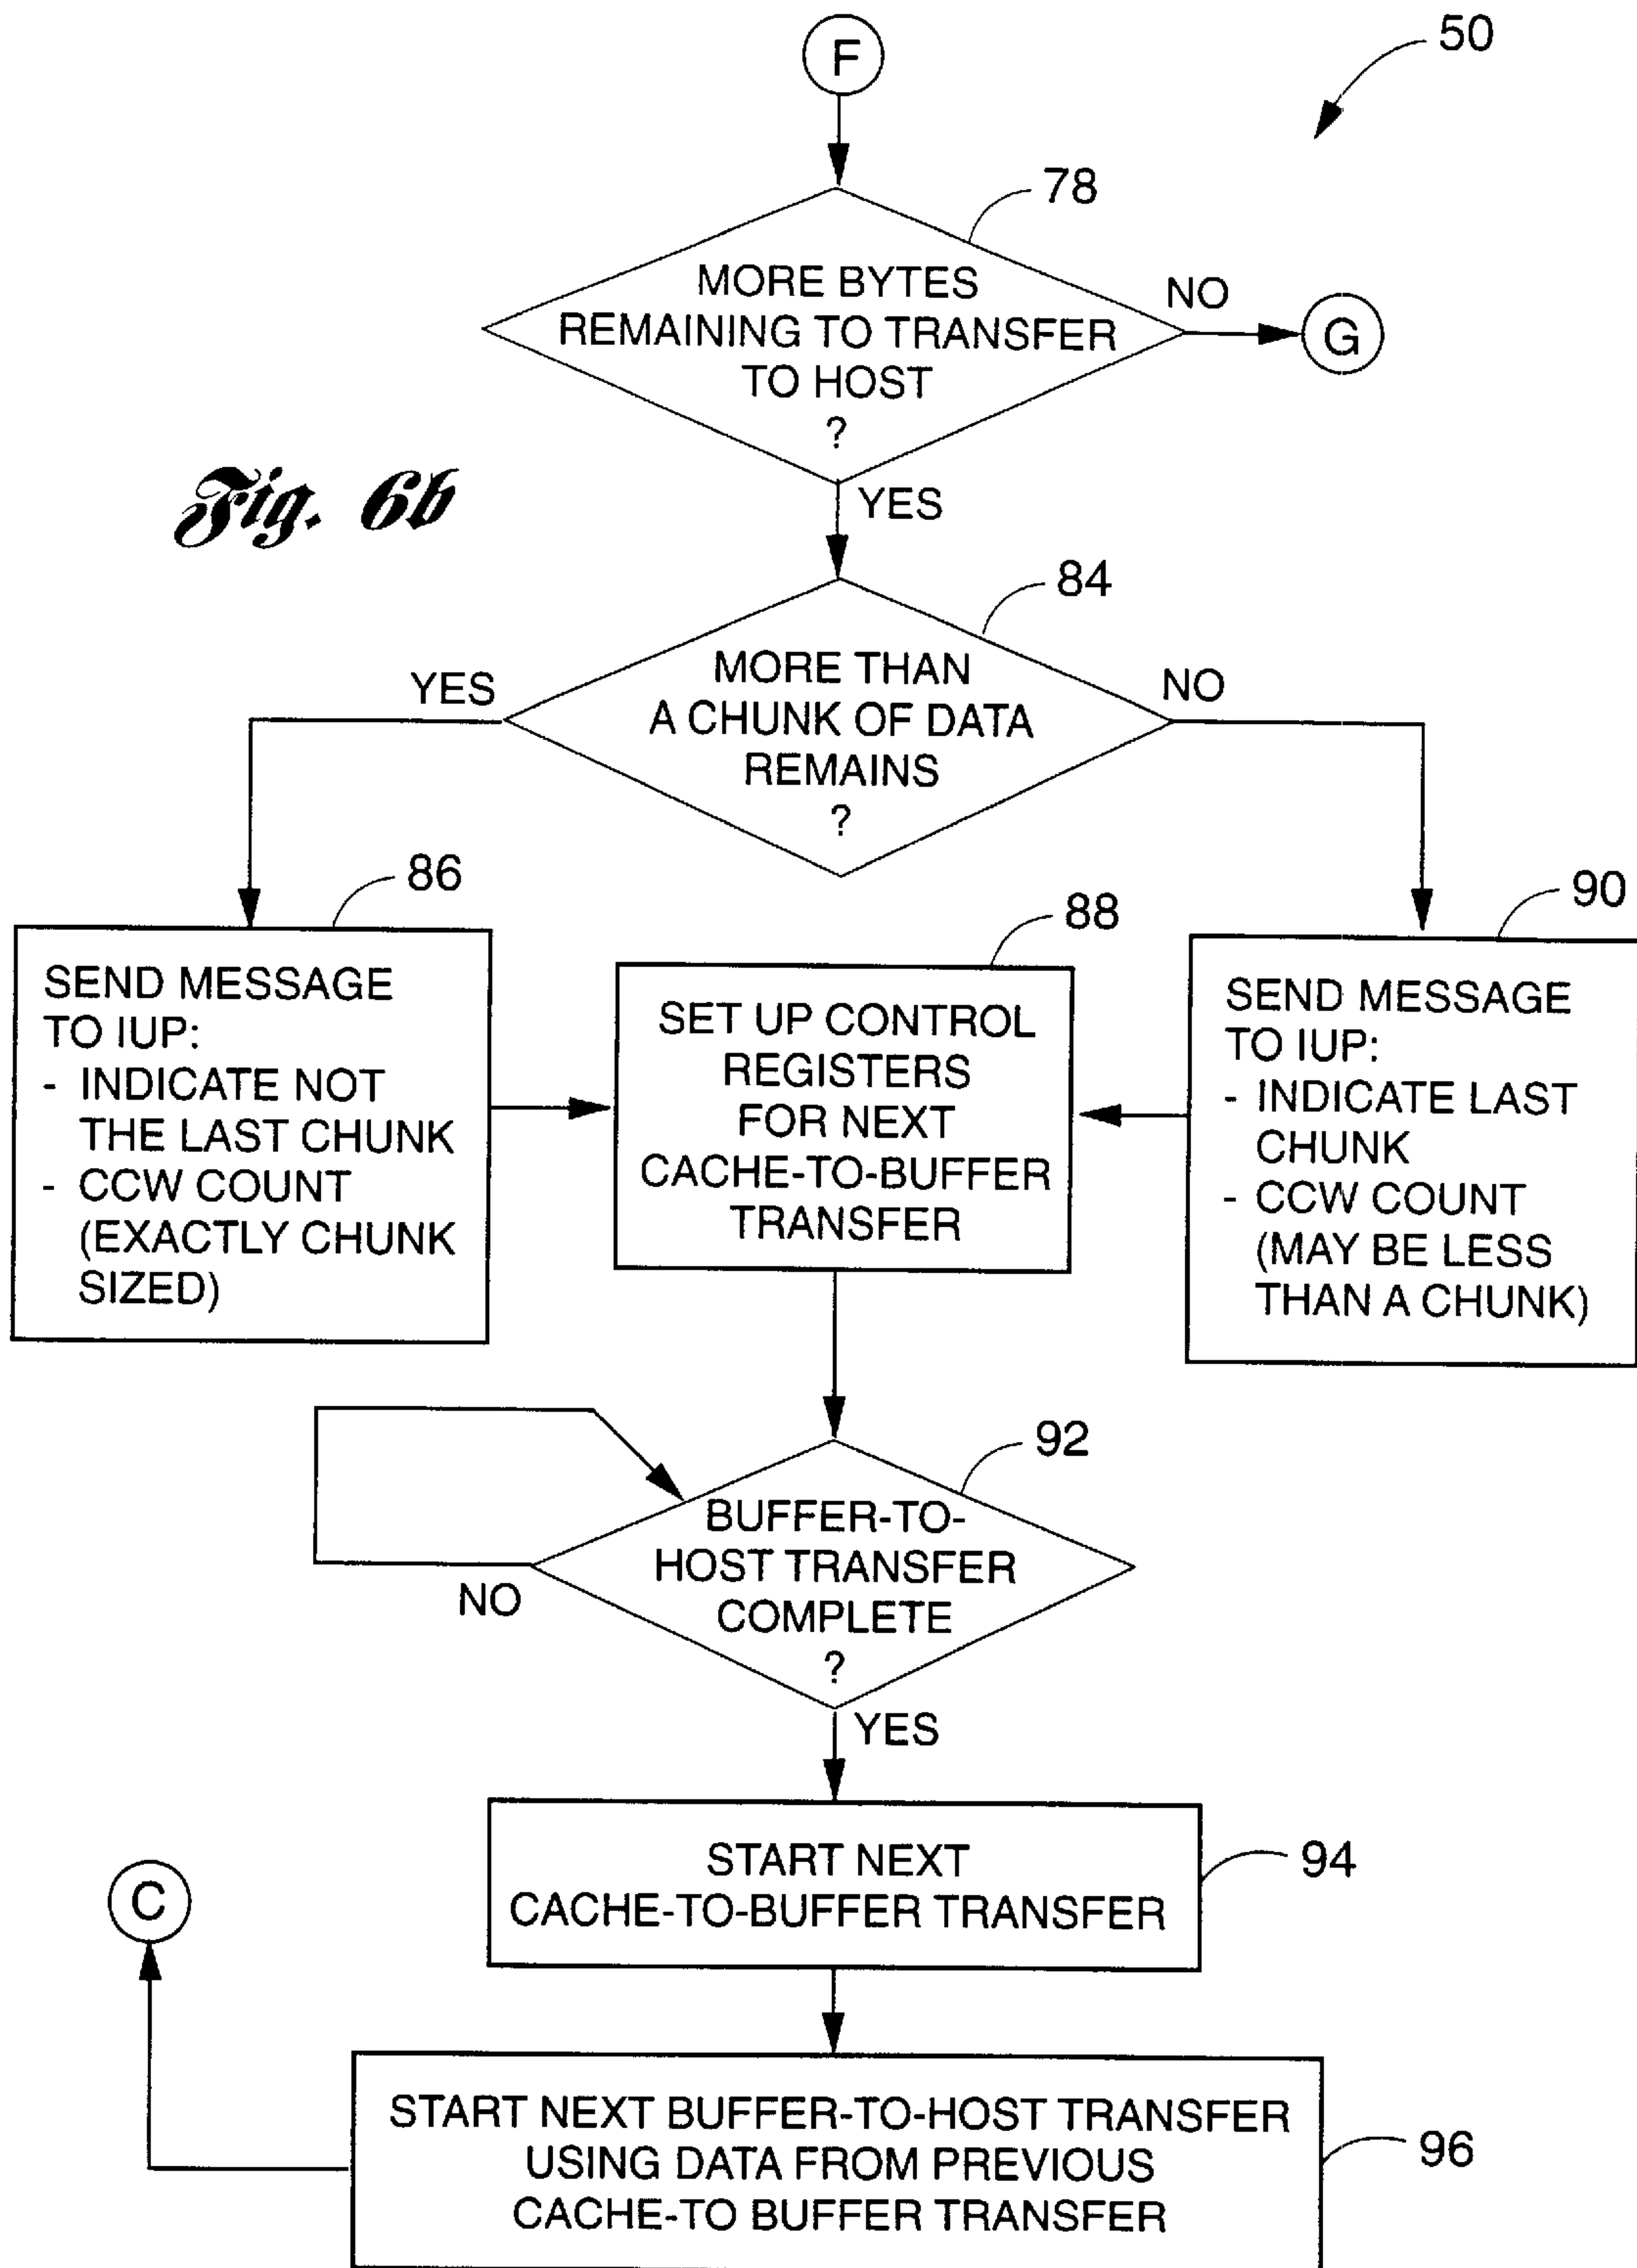 F
50
78
MORE BYTES
REMAINING TO TRANSFER
TO HOST
?
NO
G
Fig. 6b
YES
84
MORE THAN
A CHUNK OF DATA
REMAINS
?
YES
NO
86
SEND MESSAGE
TO IUP:
- INDICATE NOT
THE LAST CHUNK
- CCW COUNT
(EXACTLY CHUNK
SIZED)
88
SET UP CONTROL
REGISTERS
FOR NEXT
CACHE-TO-BUFFER
TRANSFER
90
SEND MESSAGE
TO IUP:
- INDICATE LAST
CHUNK
- CCW COUNT
(MAY BE LESS
THAN A CHUNK)
92
BUFFER-TO-
HOST TRANSFER
COMPLETE
?
NO
YES
94
START NEXT
CACHE-TO-BUFFER TRANSFER
C
96
START NEXT BUFFER-TO-HOST TRANSFER
USING DATA FROM PREVIOUS
CACHE-TO BUFFER TRANSFER